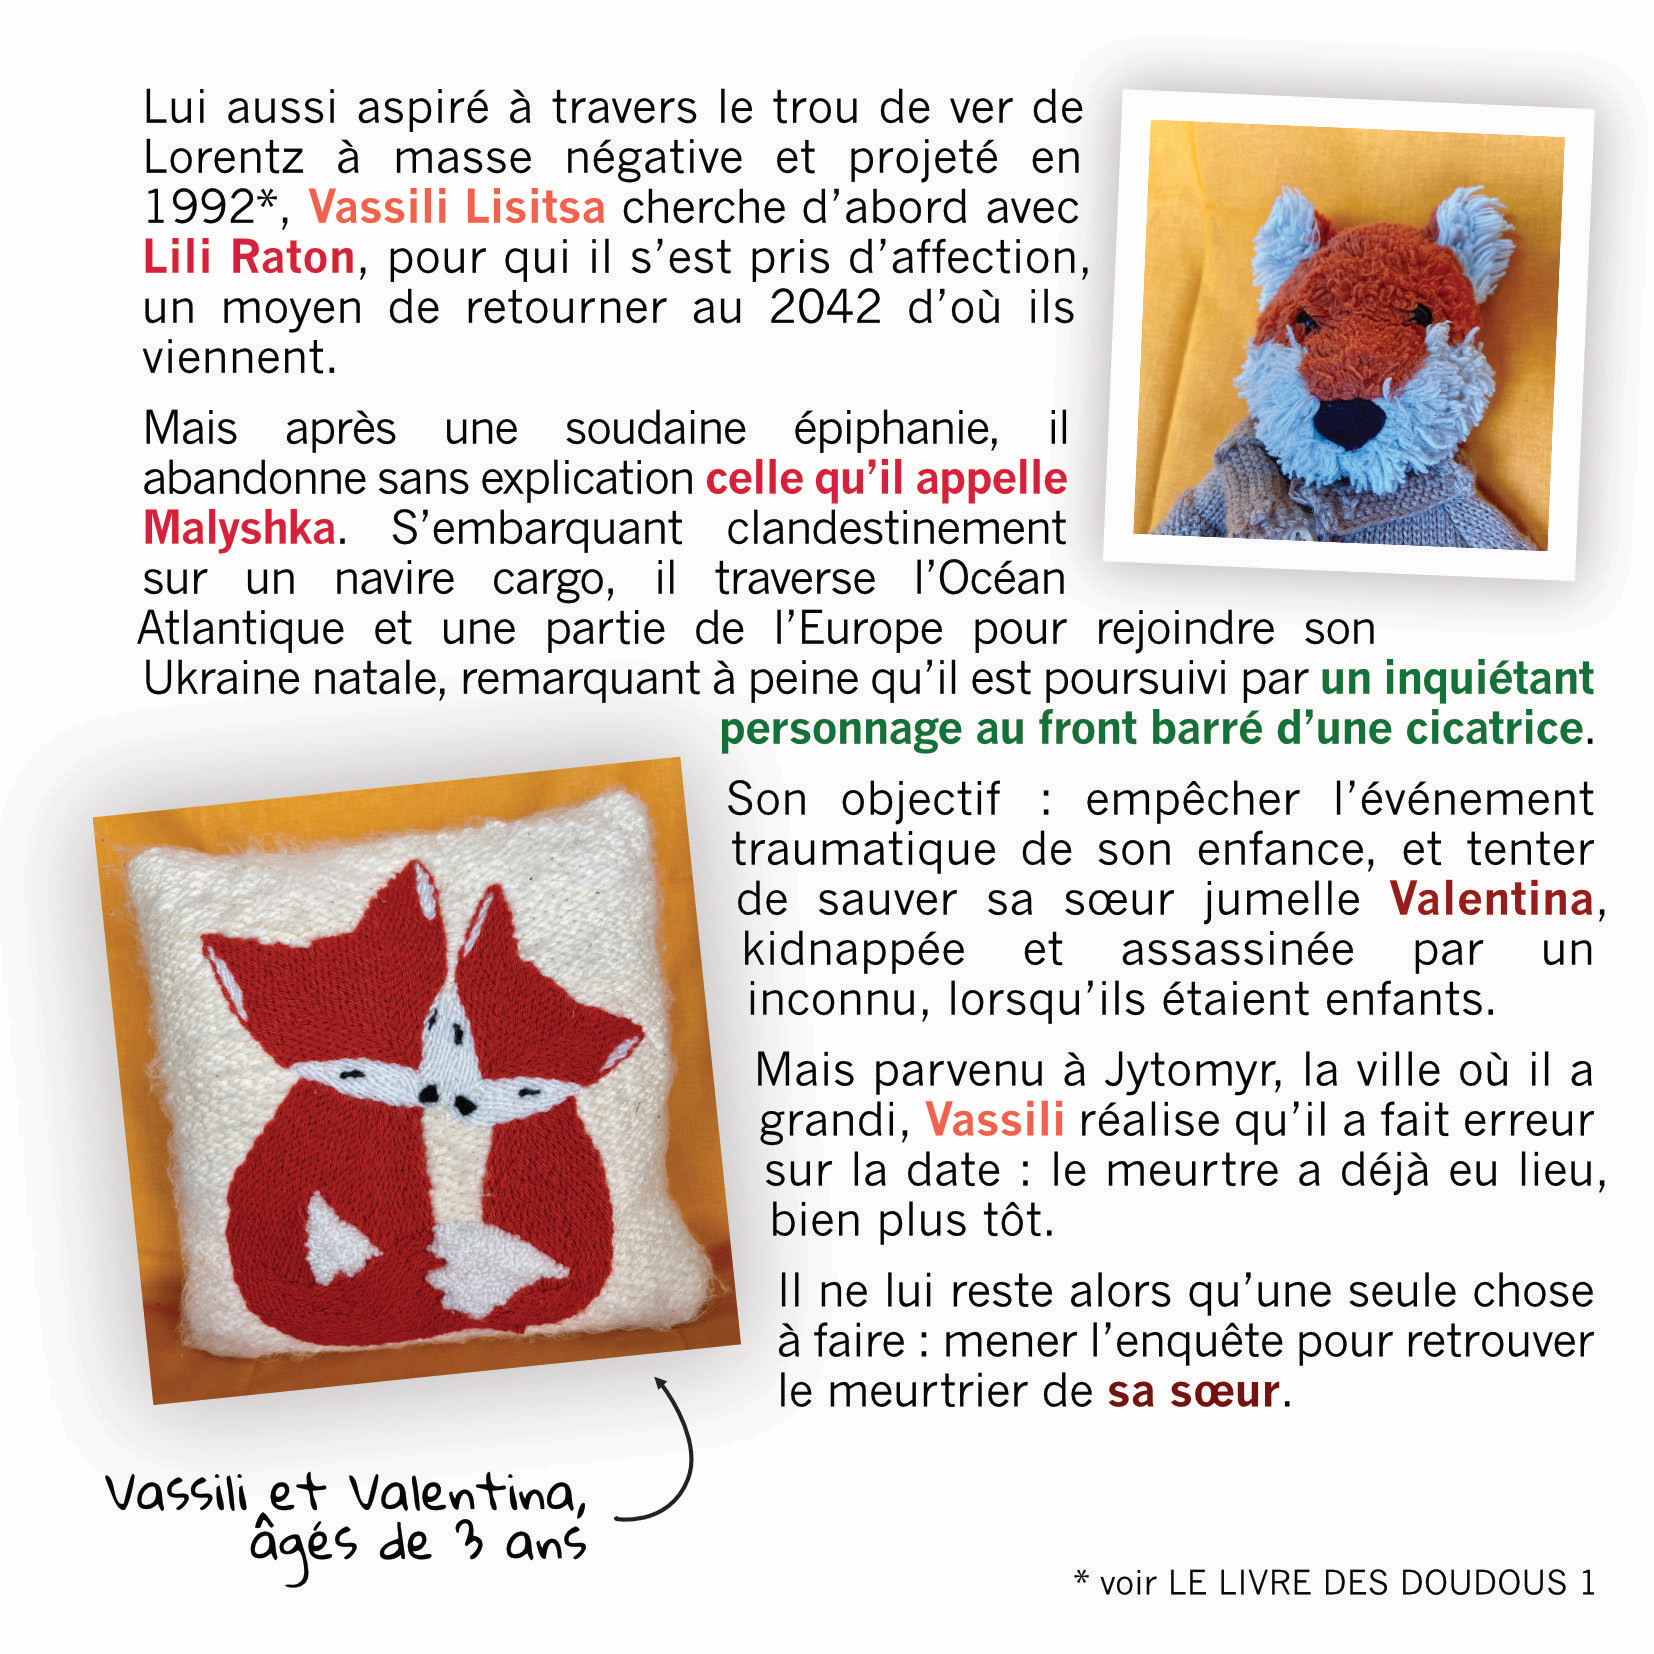 Lui aussi aspiré à travers le trou de ver de
Lorentz à masse négative et projeté en
1992*, Vassili Lisitsa cherche d’abord avec
Lili Raton, pour qui il s’est pris d’affection,
un moyen de retourner au 2042 d’où ils
viennent.
Mais après une soudaine épiphanie, il
abandonne sans explication celle qu’il appelle
Malyshka. S’embarquant clandestinement
sur un navire cargo, il traverse l’Océan
Atlantique et une partie de l’Europe pour rejoindre son
Ukraine natale, remarquant à peine qu’il est poursuivi par un inquiétant
personnage au front barré d’une cicatrice.
Son objectif : empêcher l’événement
traumatique de son enfance, et tenter
de sauver sa sœur jumelle Valentina,
kidnappée et assassinée par un
inconnu, lorsqu’ils étaient enfants.
Mais parvenu à Jytomyr, la ville où il a
grandi, Vassili réalise qu’il a fait erreur
sur la date : le meurtre a déjà eu lieu,
bien plus tôt.
Il ne lui reste alors qu’une seule chose
à faire : mener l’enquête pour retrouver
le meurtrier de sa sœur.
Vassili et Valentina,
âgés de 3 ans
* voir LE LIVRE DES DOUDOUS 1